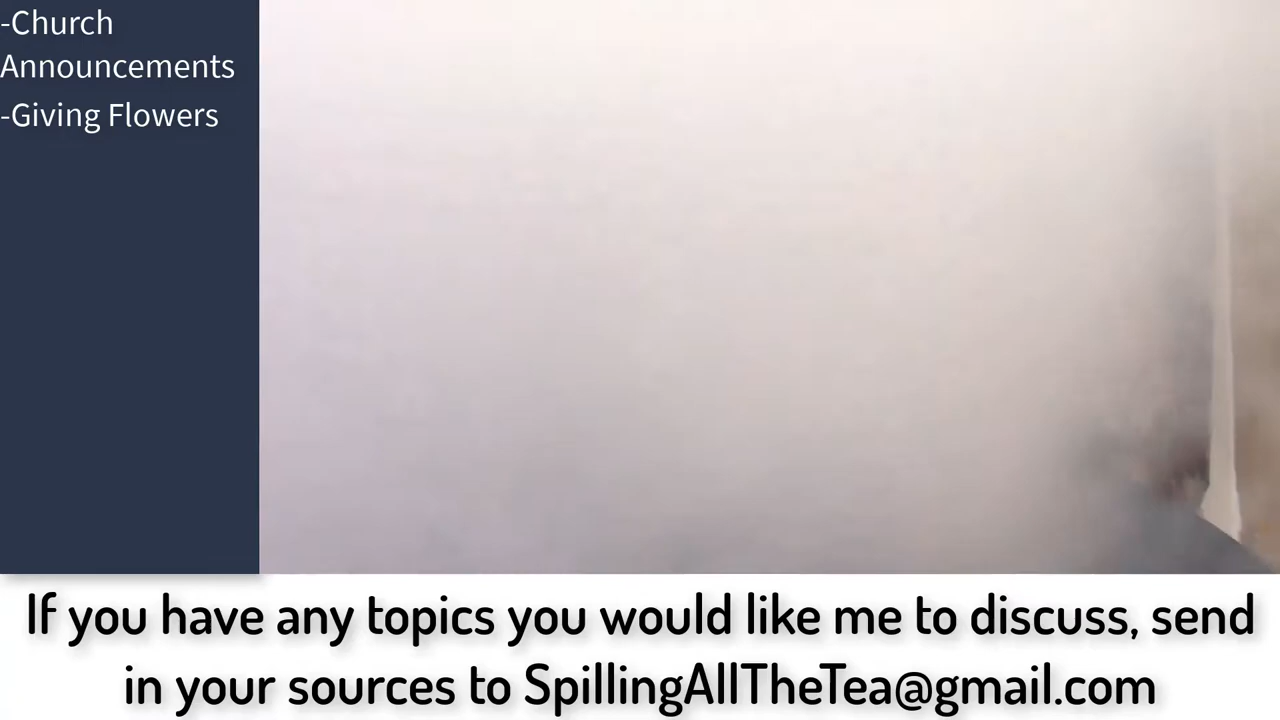 -Church
Announcements
-Giving Flowers
If you have any topics you would like me to discuss, send
in your sources to SpillingAllTheTea@gmail.com